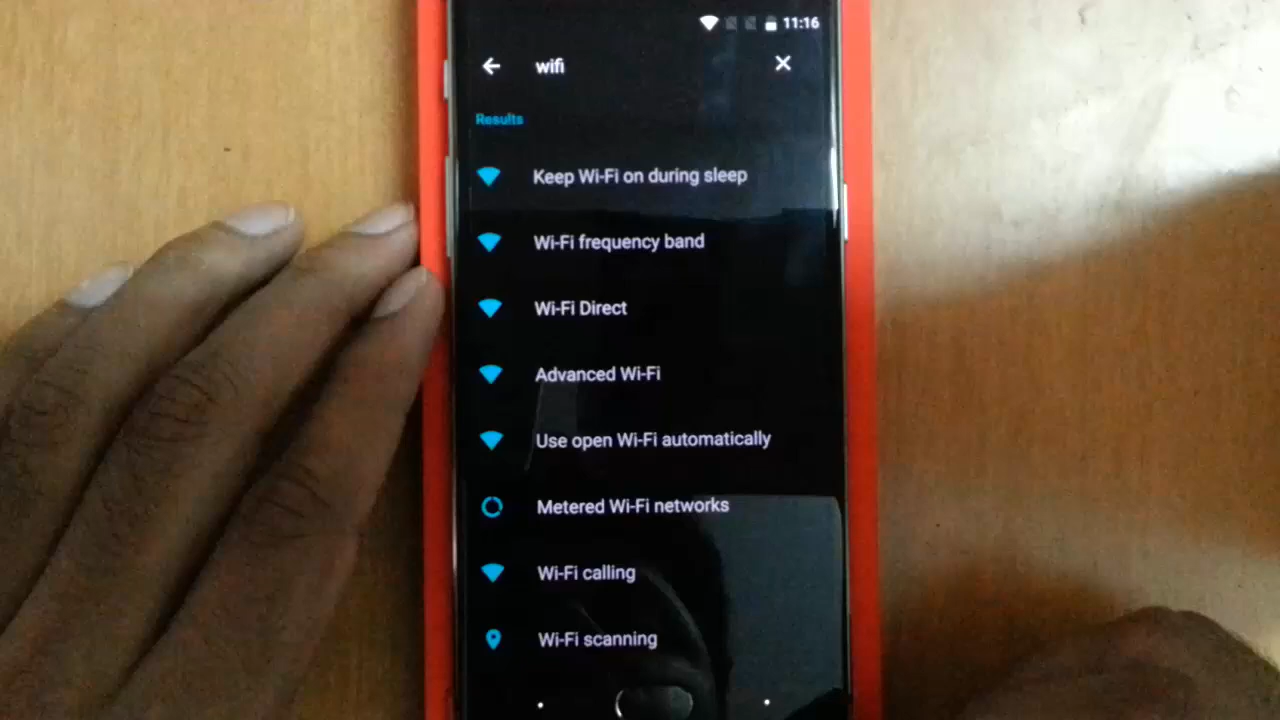 11:16
wifi
Results
Keep Wi-Fi on during sleep
Wi-Fi frequency band
Wi-Fi Direct
Advanced Wi-Fi
Use open Wi-Fi automatically
Metered Wi-Fi networks
Wi-Fi calling
Wi-Fi scanning